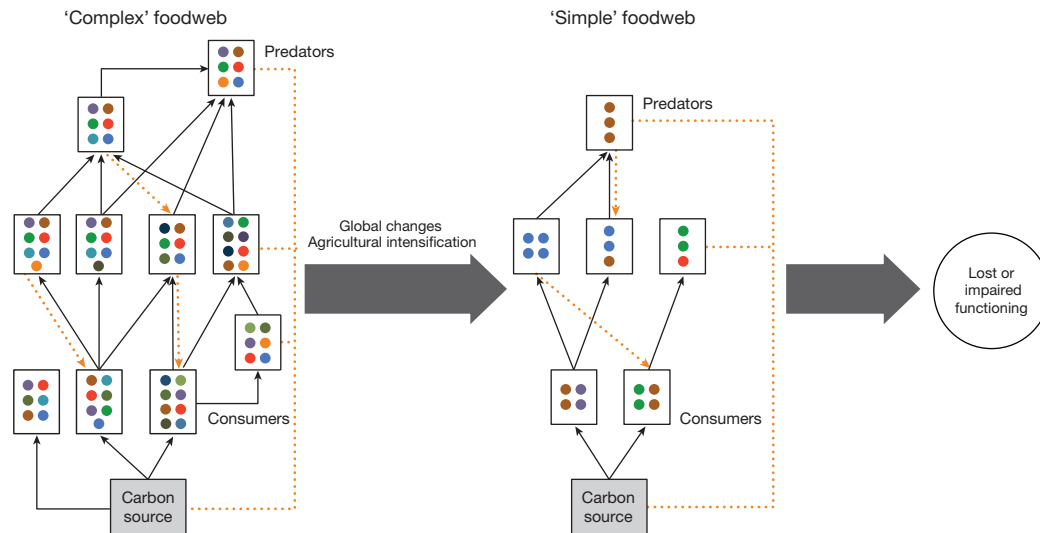 ‘Complex’ foodweb
Predators
Consumers
Carbon
source
Global changes
Agricultural intensification
‘Simple’ foodweb
Predators
Consumers
Carbon
source
Lost or
impaired
functioning